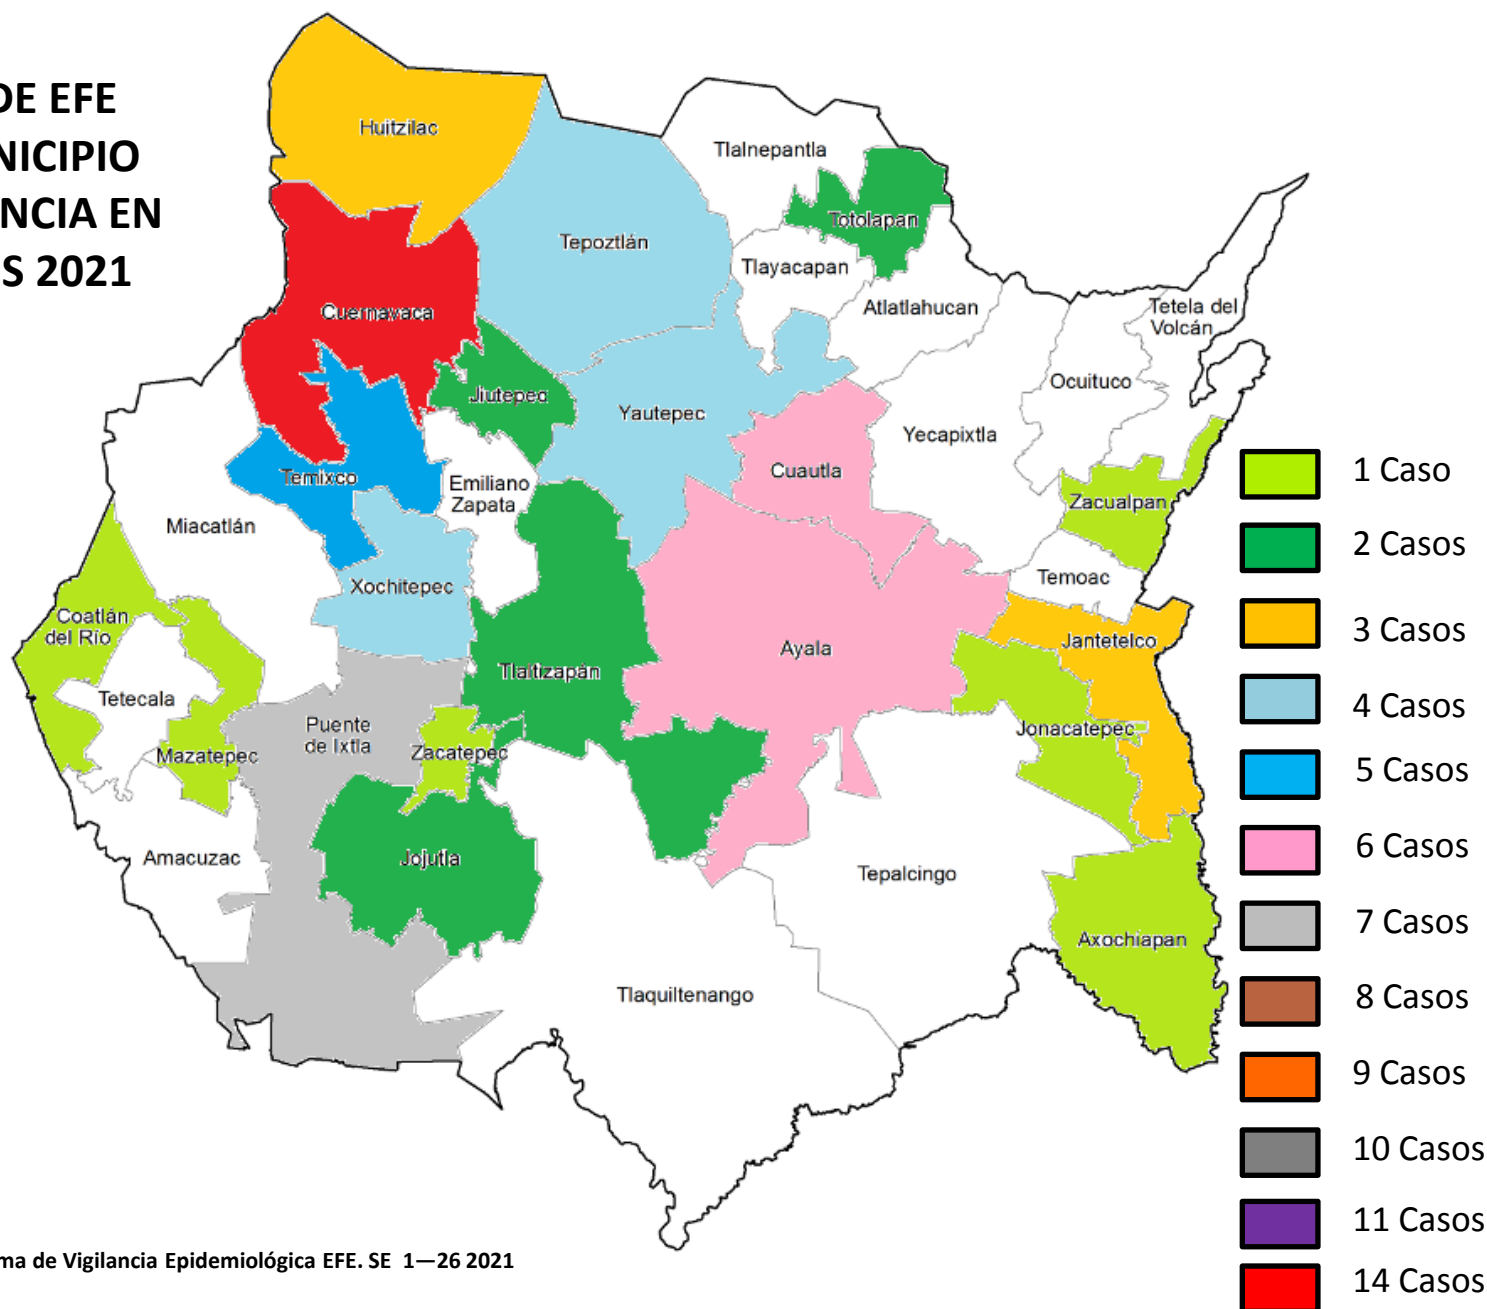 DE EFE
NICIPIO
NCIA EN
S 2021
Huitzilac
Tlalnepantla
Totolapan
Tepoztlán
Tlayacapan
Atlatlahucan
Tetela del
Volcán
Cuernavaca
Ocuituco
Jiutepec
Yautepec
Yecapixtla
Cuautla
Temixco
Emiliano
Zapata
Zacualpan
Miacatlán
Temoac
Xochitepec
Coatlán
del Río
Jantetelco
Ayala
Tlaltizapán
Tetecala
Puente
de Ixtla
Jonacatepec
Mazatepec
Zacatepec
Amacuzac
Jojutla
Tepalcingo
Axochiapan
Tlaquiltenango
1 Caso
2 Casos
3 Casos
4 Casos
5 Casos
6 Casos
7 Casos
8 Casos
9 Casos
10 Casos
11 Casos
14 Casos
ma de Vigilancia Epidemiológica EFE. SE 1—26 2021